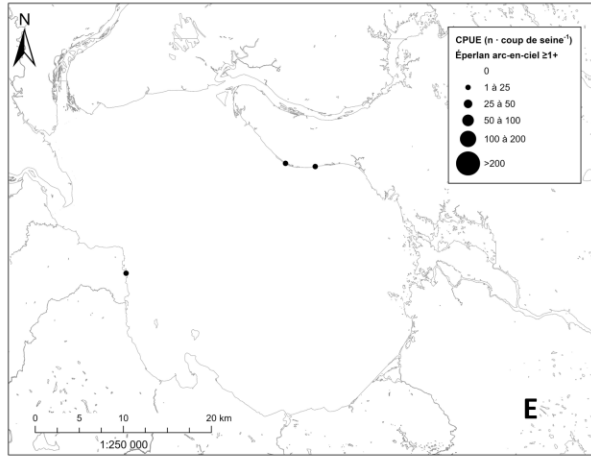 N
CPUE (n · coup de seine⁻¹)
Éperlan arc-en-ciel ≥1+
0
1 à 25
25 à 50
50 à 100
100 à 200
>200
0 5 10 20 km
1:250 000
E